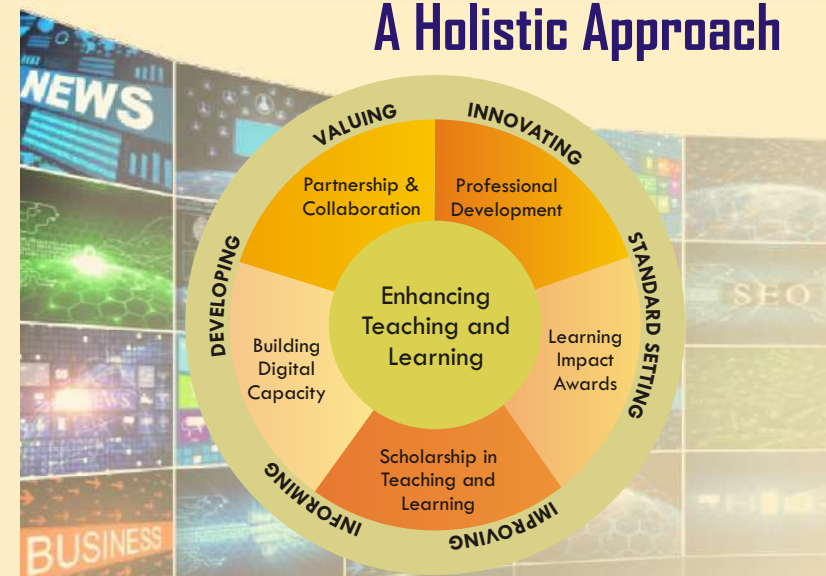 A Holistic Approach
NEWS
VALUING
INNOVATING
Partnership &
Collaboration
Professional
Development
DEVELOPING
STANDARD SETTING
Enhancing
Teaching and
Learning
Building
Digital
Capacity
Learning
Impact
Awards
SEO
NEWS
Scholarship in
Teaching and
Learning
INFORMING
IMPROVING
BUSINESS